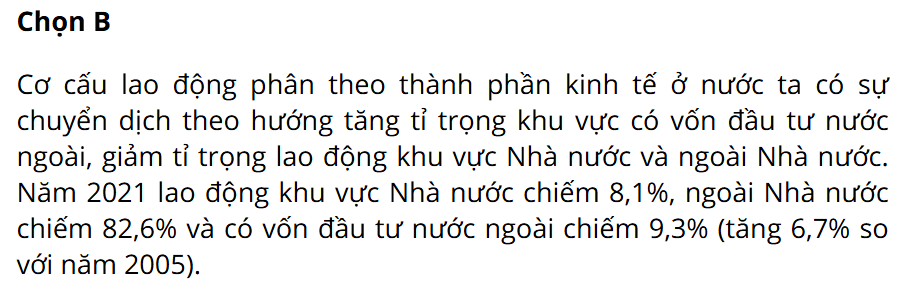 Chọn B
Cơ cấu lao động phân theo thành phần kinh tế ở nước ta có sự
chuyển dịch theo hướng tăng tỉ trọng khu vực có vốn đầu tư nước
ngoài, giảm tỉ trọng lao động khu vực Nhà nước và ngoài Nhà nước.
Năm 2021 lao động khu vực Nhà nước chiếm 8,1%, ngoài Nhà nước
chiếm 82,6% và có vốn đầu tư nước ngoài chiếm 9,3% (tăng 6,7% so
với năm 2005).